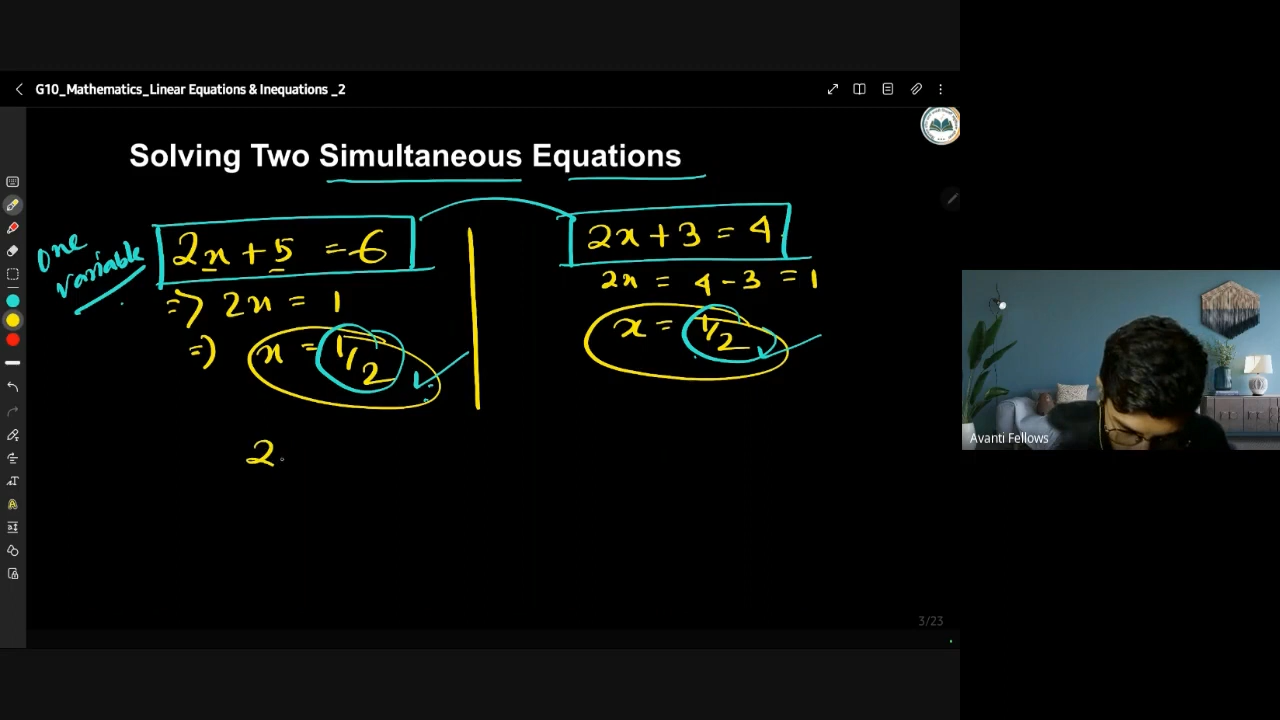 G10_Mathematics_Linear Equations & Inequations _2
Solving Two Simultaneous Equations
one variable
2x + 5 = 6
=> 2x = 1
=> x = 1/2
2x + 3 = 4
2x = 4 - 3 = 1
x = 1/2
2
Avanti Fellows
3/23